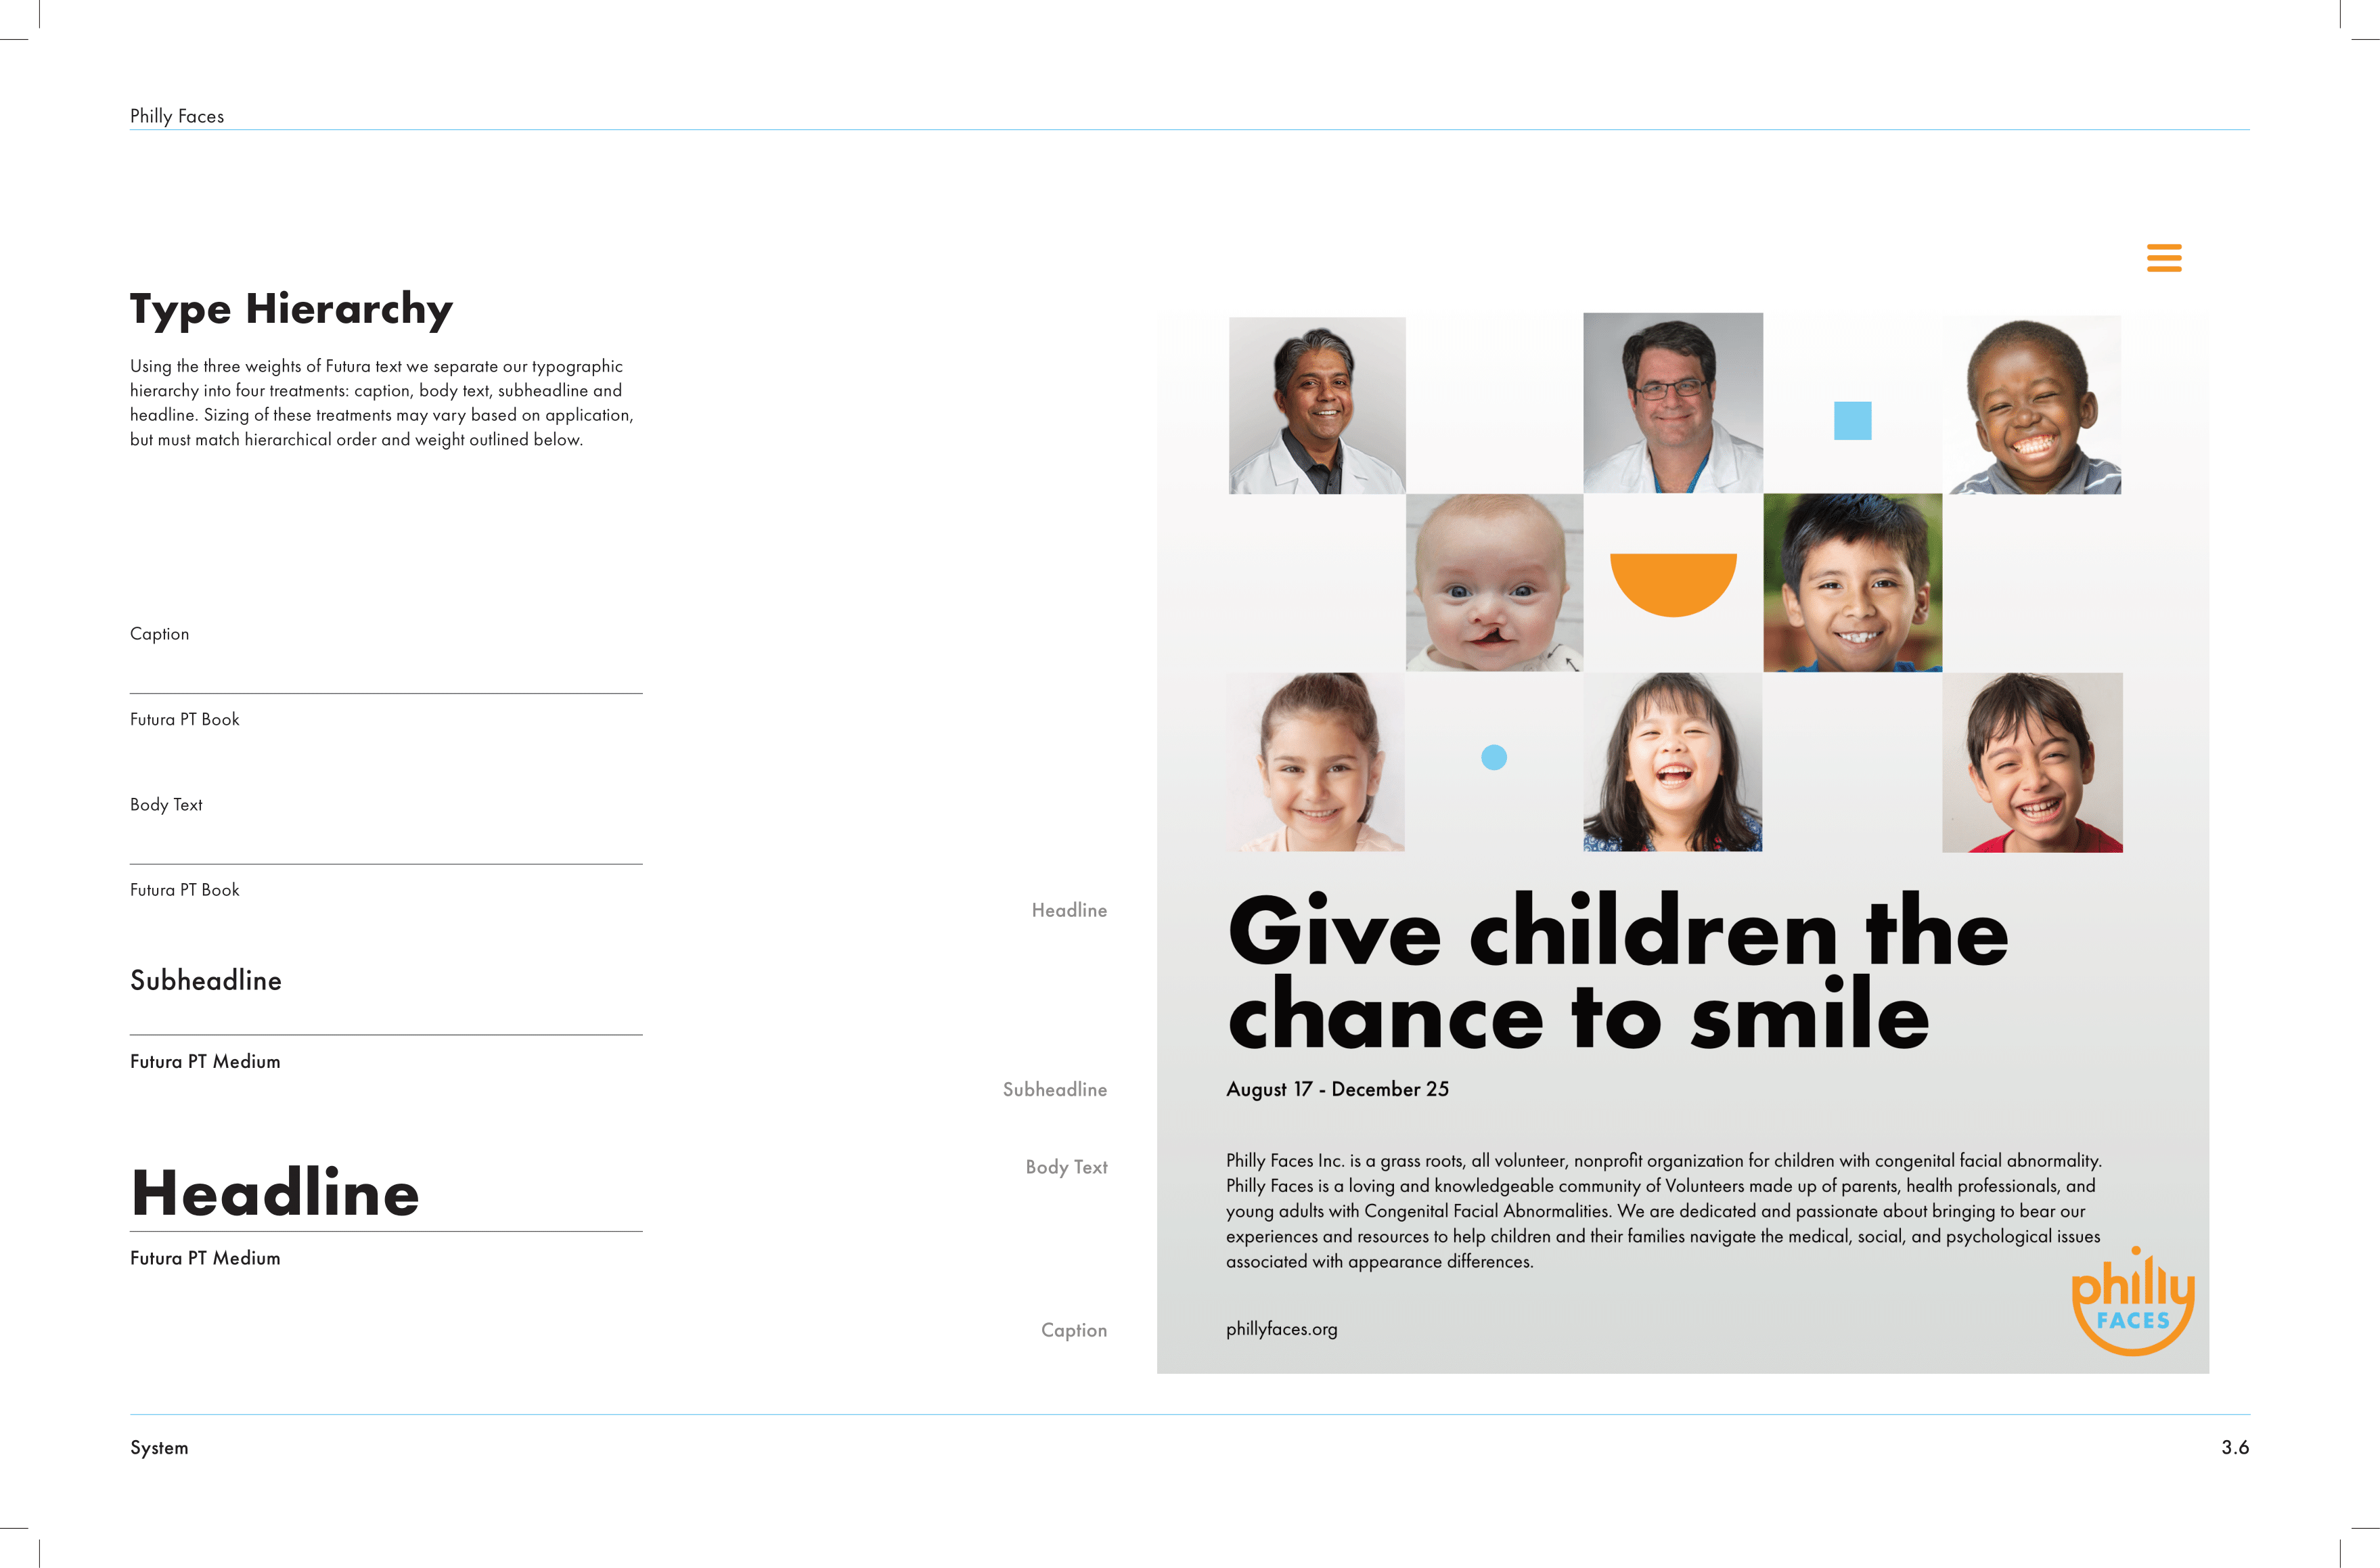 Philly Faces
Type Hierarchy
Using the three weights of Futura text we separate our typographic
hierarchy into four treatments: caption, body text, subheadline and
headline. Sizing of these treatments may vary based on application,
but must match hierarchical order and weight outlined below.
Caption
Futura PT Book
Body Text
Futura PT Book
Subheadline
Futura PT Medium
Headline
Futura PT Medium
Headline
Give children the
chance to smile
Subheadline
August 17 - December 25
Body Text
Philly Faces Inc. is a grass roots, all volunteer, nonprofit organization for children with congenital facial abnormality.
Philly Faces is a loving and knowledgeable community of Volunteers made up of parents, health professionals, and
young adults with Congenital Facial Abnormalities. We are dedicated and passionate about bringing to bear our
experiences and resources to help children and their families navigate the medical, social, and psychological issues
associated with appearance differences.
Caption
phillyfaces.org
philly
FACES
System
3.6